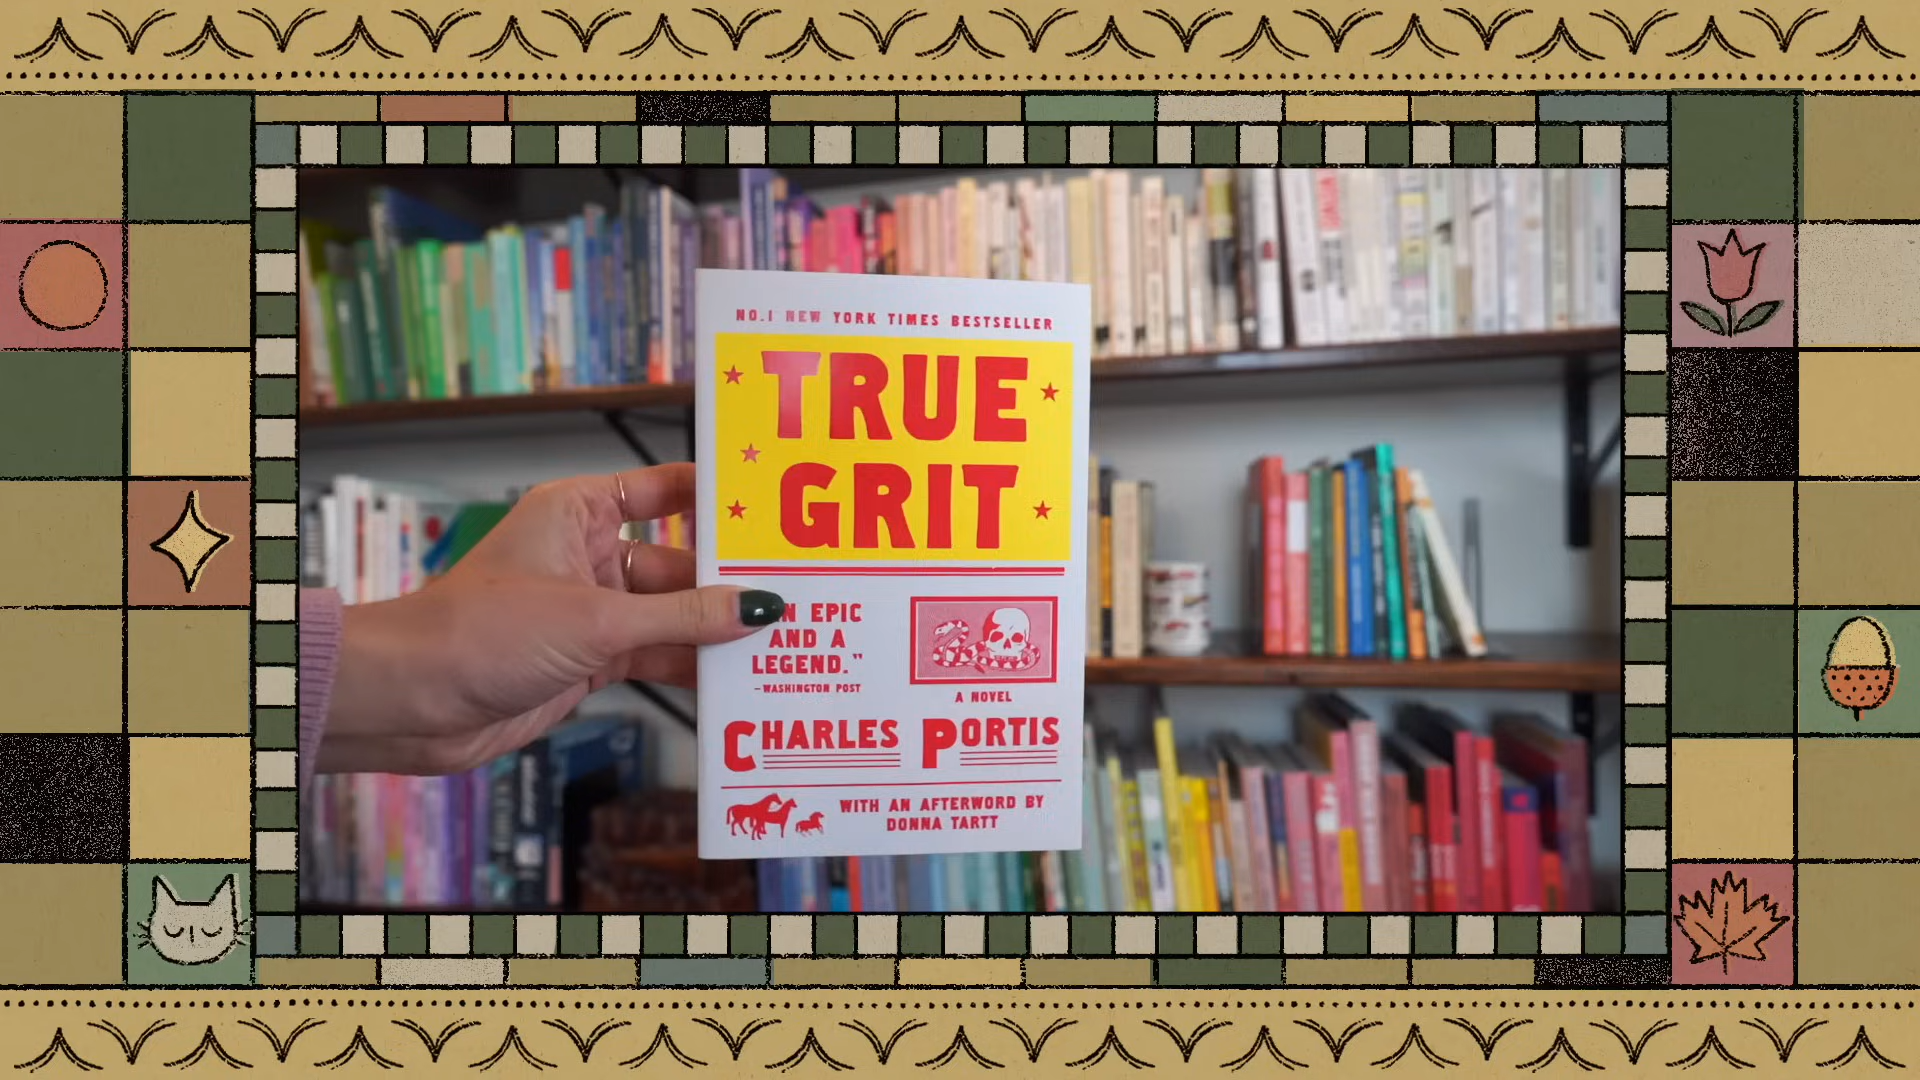 NO.1 NEW YORK TIMES BESTSELLER
TRUE
GRIT
N EPIC
AND A
LEGEND."
—WASHINGTON POST
A NOVEL
CHARLES PORTIS
WITH AN AFTERWORD BY
DONNA TARTT